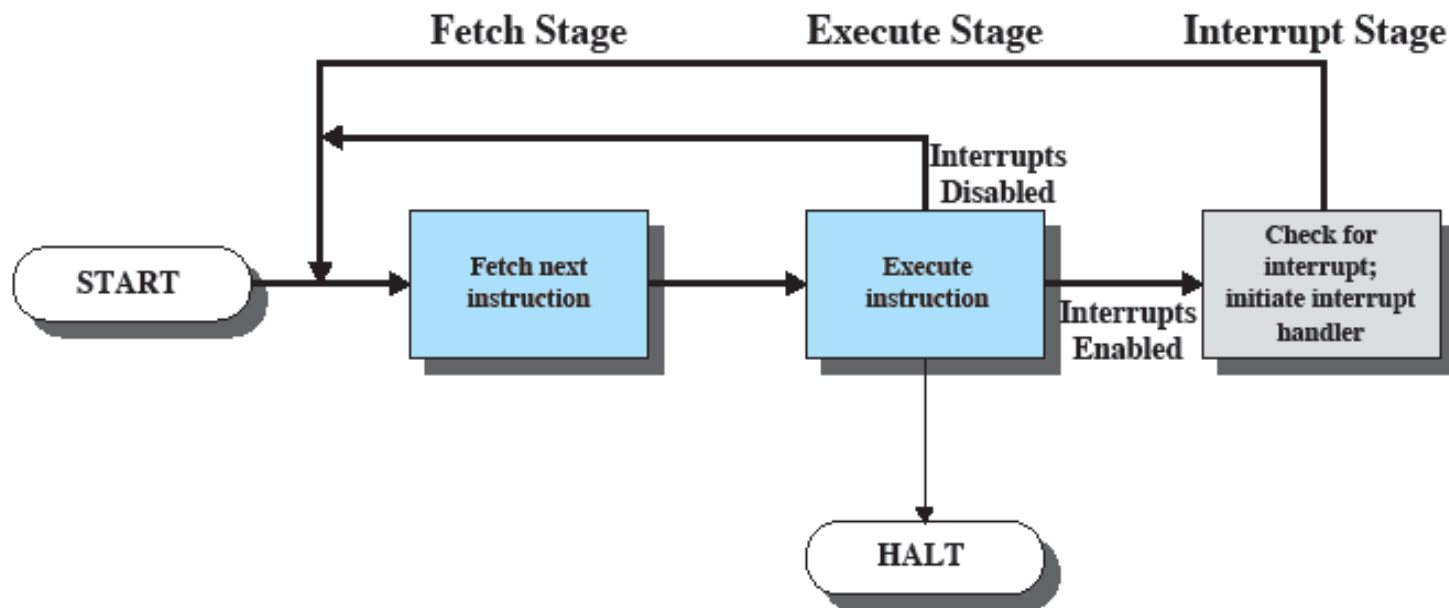 Fetch Stage
Execute Stage
Interrupt Stage
Interrupts
Disabled
START
Fetch next
instruction
Execute
instruction
Interrupts
Enabled
Check for
interrupt;
initiate interrupt
handler
HALT